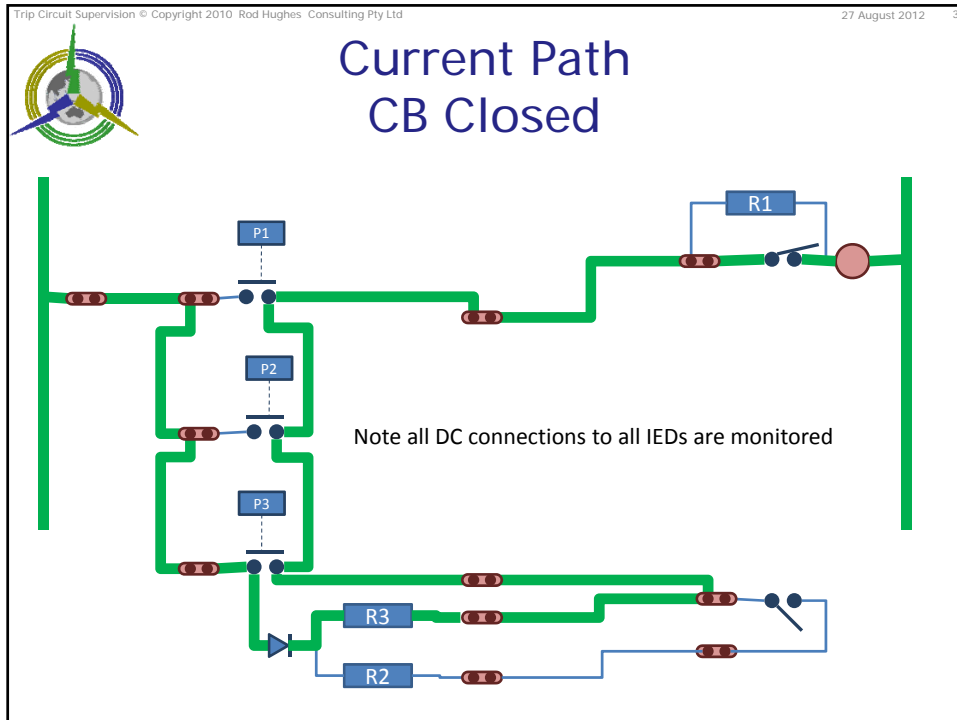 Trip Circuit Supervision © Copyright 2010 Rod Hughes Consulting Pty Ltd
27 August 2012 3
Current Path
CB Closed
R1
P1
P2
Note all DC connections to all IEDs are monitored
P3
R3
R2